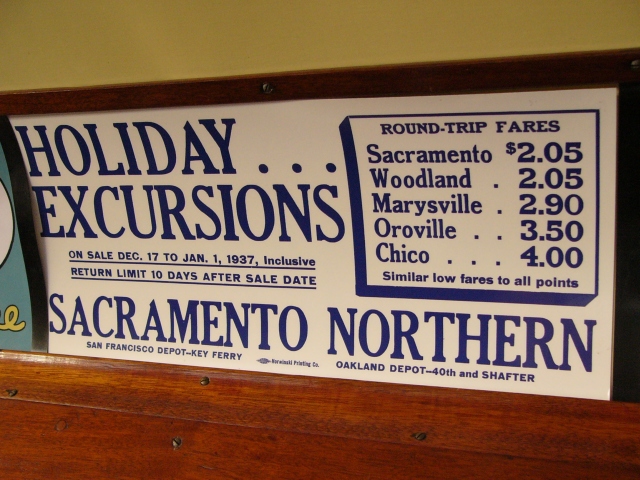 HOLIDAY . . .
EXCURSIONS
ON SALE DEC. 17 TO JAN. 1, 1937, Inclusive
RETURN LIMIT 10 DAYS AFTER SALE DATE
ROUND-TRIP FARES
Sacramento $2.05
Woodland . 2.05
Marysville . 2.90
Oroville . . 3.50
Chico . . . 4.00
Similar low fares to all points
SACRAMENTO NORTHERN
SAN FRANCISCO DEPOT—KEY FERRY
OAKLAND DEPOT—40th and SHAFTER